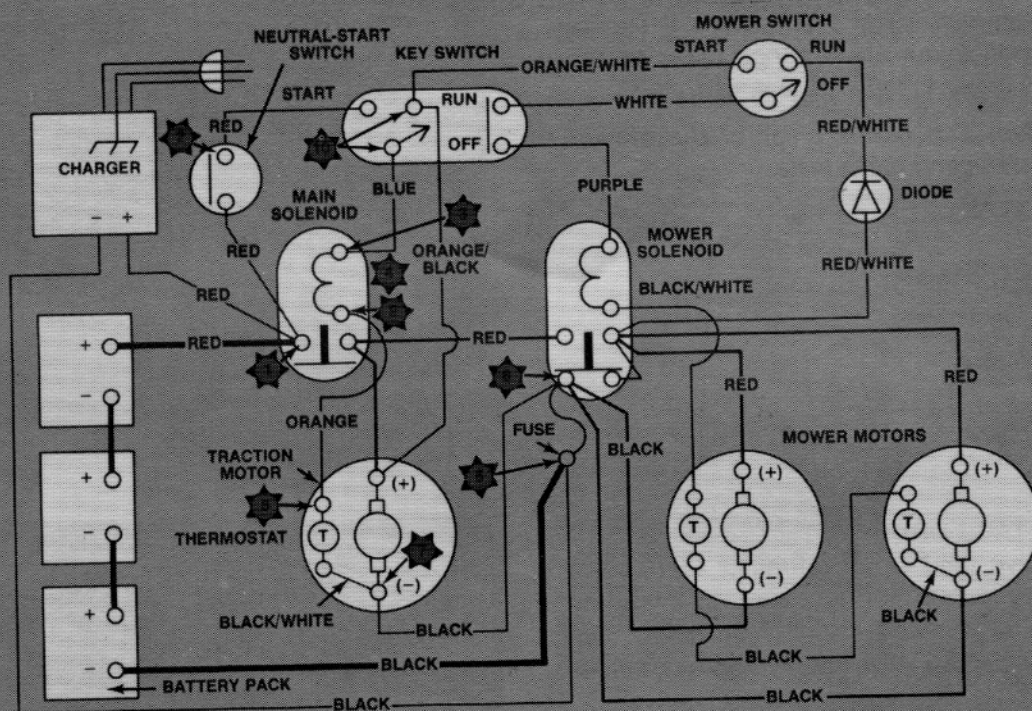 MOWER SWITCH
NEUTRAL-START
SWITCH
KEY SWITCH
START
RUN
ORANGE/WHITE
OFF
START
RUN
WHITE
RED
CHARGER
OFF
RED/WHITE
− +
BLUE
PURPLE
DIODE
MAIN
SOLENOID
MOWER
SOLENOID
RED
ORANGE/
BLACK
RED/WHITE
BLACK/WHITE
RED
+
RED
RED
−
1
RED
RED
ORANGE
FUSE
BLACK
MOWER MOTORS
TRACTION
MOTOR
(+)
(+)
(+)
+
THERMOSTAT
T
T
T
−
(−)
(−)
(−)
+
BLACK/WHITE
BLACK
BLACK
BLACK
−
BLACK
BATTERY PACK
BLACK
BLACK